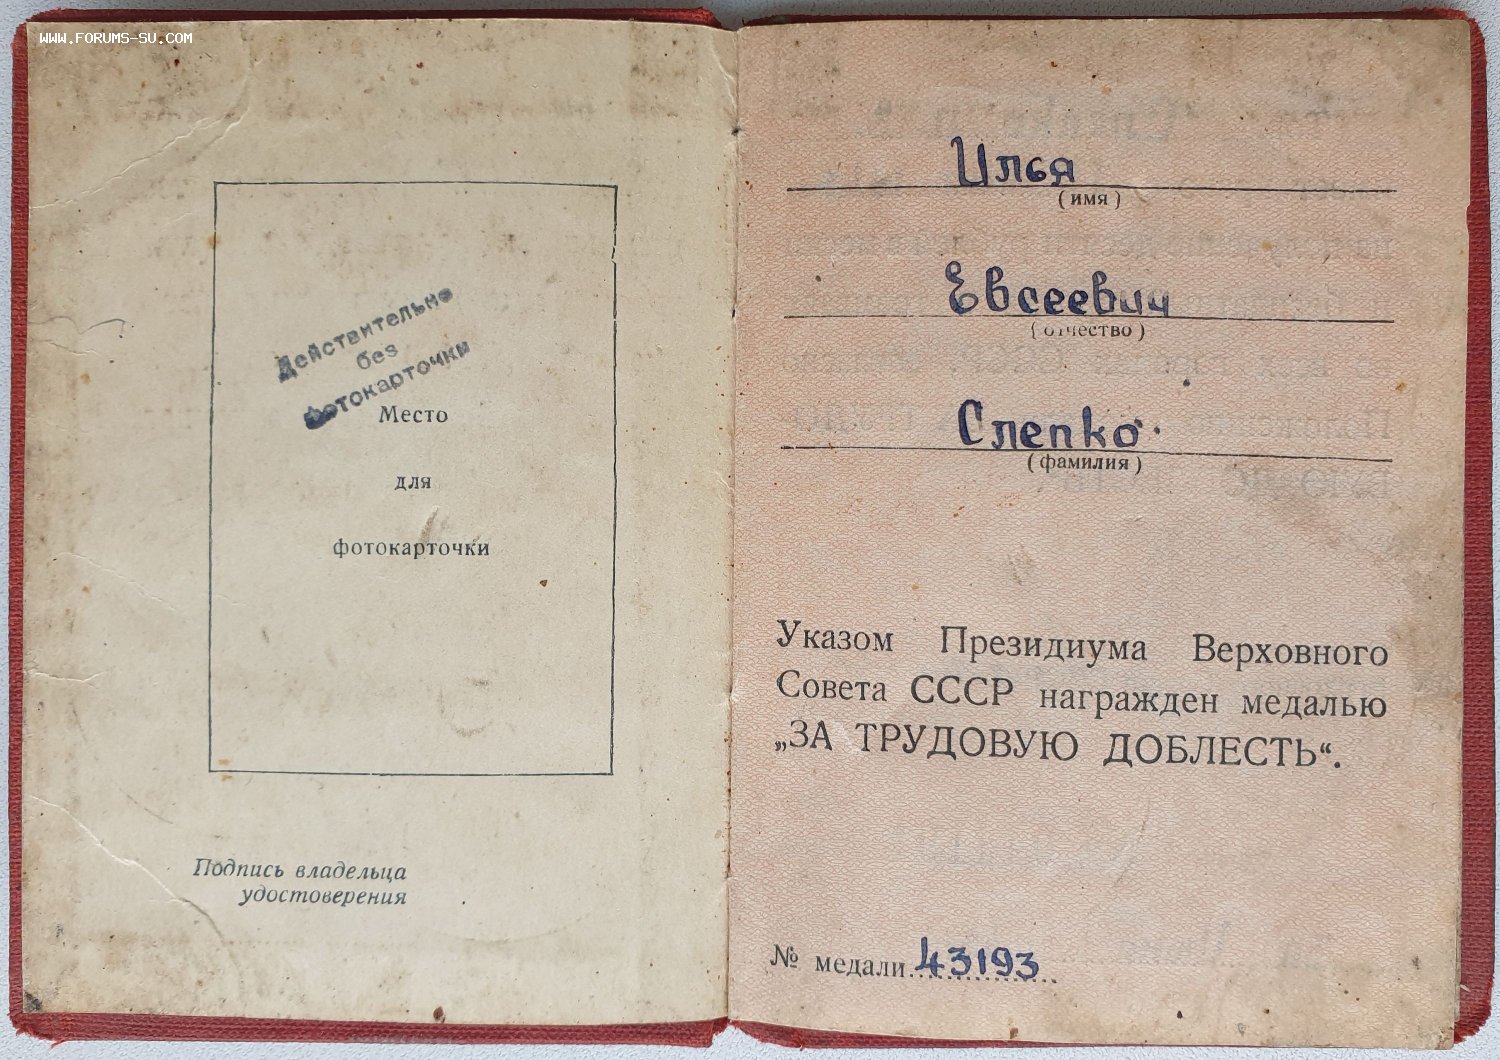 WWW.FORUMS-SU.COM
Действительно
без
фотокарточки
Место
для
фотокарточки
Подпись владельца
удостоверения
Илья
(имя)
Евсеевич
(отчество)
Слепко
(фамилия)
Указом Президиума Верховного
Совета СССР награжден медалью
„ЗА ТРУДОВУЮ ДОБЛЕСТЬ“.
№ медали 43193